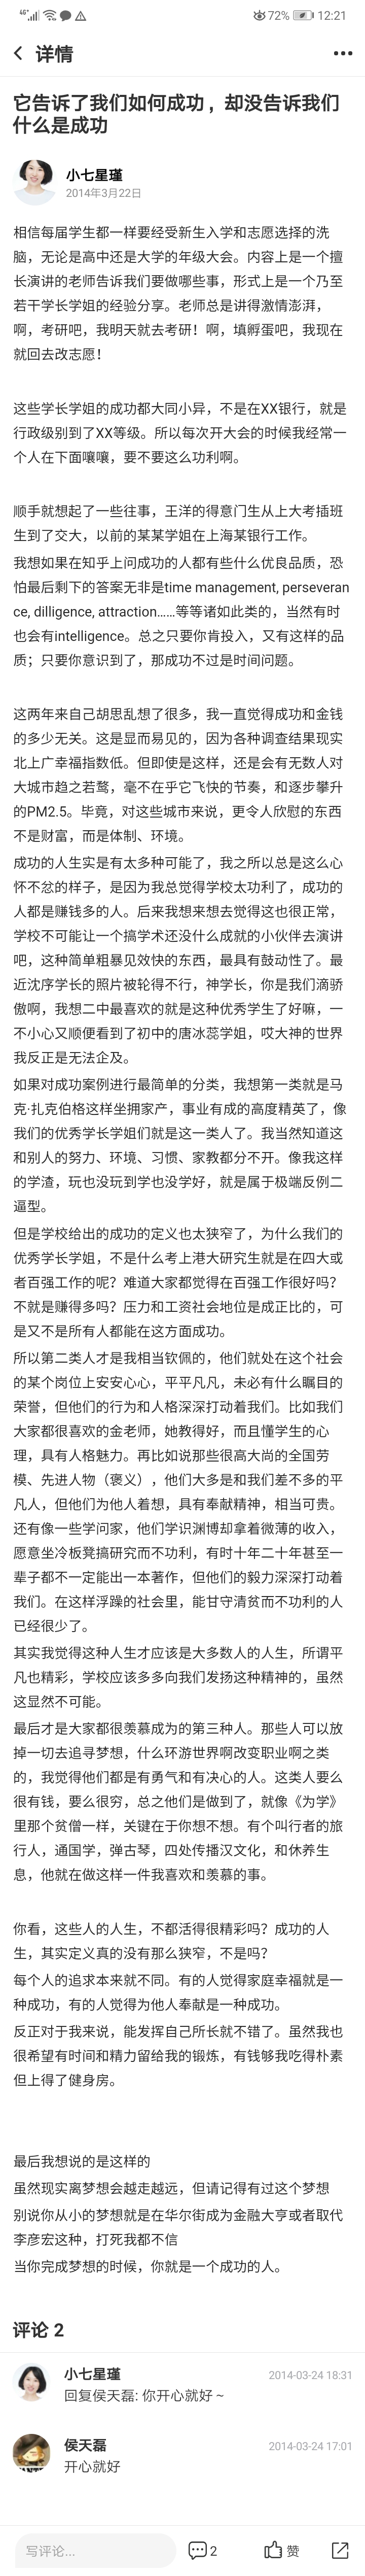 4G+
72%
12:21
详情
它告诉了我们如何成功，却没告诉我们
什么是成功
小七星瑾
2014年3月22日
相信每届学生都一样要经受新生入学和志愿选择的洗
脑，无论是高中还是大学的年级大会。内容上是一个擅
长演讲的老师告诉我们要做哪些事，形式上是一个乃至
若干学长学姐的经验分享。老师总是讲得激情澎湃，
啊，考研吧，我明天就去考研！啊，填孵蛋吧，我现在
就回去改志愿！
这些学长学姐的成功都大同小异，不是在XX银行，就是
行政级别到了XX等级。所以每次开大会的时候我经常一
个人在下面嚷嚷，要不要这么功利啊。
顺手就想起了一些往事，王洋的得意门生从上大考插班
生到了交大，以前的某某学姐在上海某银行工作。
我想如果在知乎上问成功的人都有些什么优良品质，恐
怕最后剩下的答案无非是time management, perseveran
ce, dilligence, attraction……等等诸如此类的，当然有时
也会有intelligence。总之只要你肯投入，又有这样的品
质；只要你意识到了，那成功不过是时间问题。
这两年来自己胡思乱想了很多，我一直觉得成功和金钱
的多少无关。这是显而易见的，因为各种调查结果现实
北上广幸福指数低。但即使是这样，还是会有无数人对
大城市趋之若鹜，毫不在乎它飞快的节奏，和逐步攀升
的PM2.5。毕竟，对这些城市来说，更令人欣慰的东西
不是财富，而是体制、环境。
成功的人生实是有太多种可能了，我之所以总是这么心
怀不忿的样子，是因为我总觉得学校太功利了，成功的
人都是赚钱多的人。后来我想来想去觉得这也很正常，
学校不可能让一个搞学术还没什么成就的小伙伴去演讲
吧，这种简单粗暴见效快的东西，最具有鼓动性了。最
近沈序学长的照片被轮得不行，神学长，你是我们滴骄
傲啊，我想二中最喜欢的就是这种优秀学生了好嘛，一
不小心又顺便看到了初中的唐冰蕊学姐，哎大神的世界
我反正是无法企及。
如果对成功案例进行最简单的分类，我想第一类就是马
克·扎克伯格这样坐拥家产，事业有成的高度精英了，像
我们的优秀学长学姐们就是这一类人了。我当然知道这
和别人的努力、环境、习惯、家教都分不开。像我这样
的学渣，玩也没玩到学也没学好，就是属于极端反例二
逼型。
但是学校给出的成功的定义也太狭窄了，为什么我们的
优秀学长学姐，不是什么考上港大研究生就是在四大或
者百强工作的呢？难道大家都觉得在百强工作很好吗？
不就是赚得多吗？压力和工资社会地位是成正比的，可
是又不是所有人都能在这方面成功。
所以第二类人才是我相当钦佩的，他们就处在这个社会
的某个岗位上安安心心，平平凡凡，未必有什么瞩目的
荣誉，但他们的行为和人格深深打动着我们。比如我们
大家都很喜欢的金老师，她教得好，而且懂学生的心
理，具有人格魅力。再比如说那些很高大尚的全国劳
模、先进人物（褒义），他们大多是和我们差不多的平
凡人，但他们为他人着想，具有奉献精神，相当可贵。
还有像一些学问家，他们学识渊博却拿着微薄的收入，
愿意坐冷板凳搞研究而不功利，有时十年二十年甚至一
辈子都不一定能出一本著作，但他们的毅力深深打动着
我们。在这样浮躁的社会里，能甘守清贫而不功利的人
已经很少了。
其实我觉得这种人生才应该是大多数人的人生，所谓平
凡也精彩，学校应该多多向我们发扬这种精神的，虽然
这显然不可能。
最后才是大家都很羡慕成为的第三种人。那些人可以放
掉一切去追寻梦想，什么环游世界啊改变职业啊之类
的，我觉得他们都是有勇气和有决心的人。这类人要么
很有钱，要么很穷，总之他们是做到了，就像《为学》
里那个贫僧一样，关键在于你想不想。有个叫行者的旅
行人，通国学，弹古琴，四处传播汉文化，和休养生
息，他就在做这样一件我喜欢和羡慕的事。
你看，这些人的人生，不都活得很精彩吗？成功的人
生，其实定义真的没有那么狭窄，不是吗？
每个人的追求本来就不同。有的人觉得家庭幸福就是一
种成功，有的人觉得为他人奉献是一种成功。
反正对于我来说，能发挥自己所长就不错了。虽然我也
很希望有时间和精力留给我的锻炼，有钱够我吃得朴素
但上得了健身房。
最后我想说的是这样的
虽然现实离梦想会越走越远，但请记得有过这个梦想
别说你从小的梦想就是在华尔街成为金融大亨或者取代
李彦宏这种，打死我都不信
当你完成梦想的时候，你就是一个成功的人。
评论 2
小七星瑾
2014-03-24 18:31
回复侯天磊: 你开心就好 ~
侯天磊
2014-03-24 17:01
开心就好
写评论...
2
赞